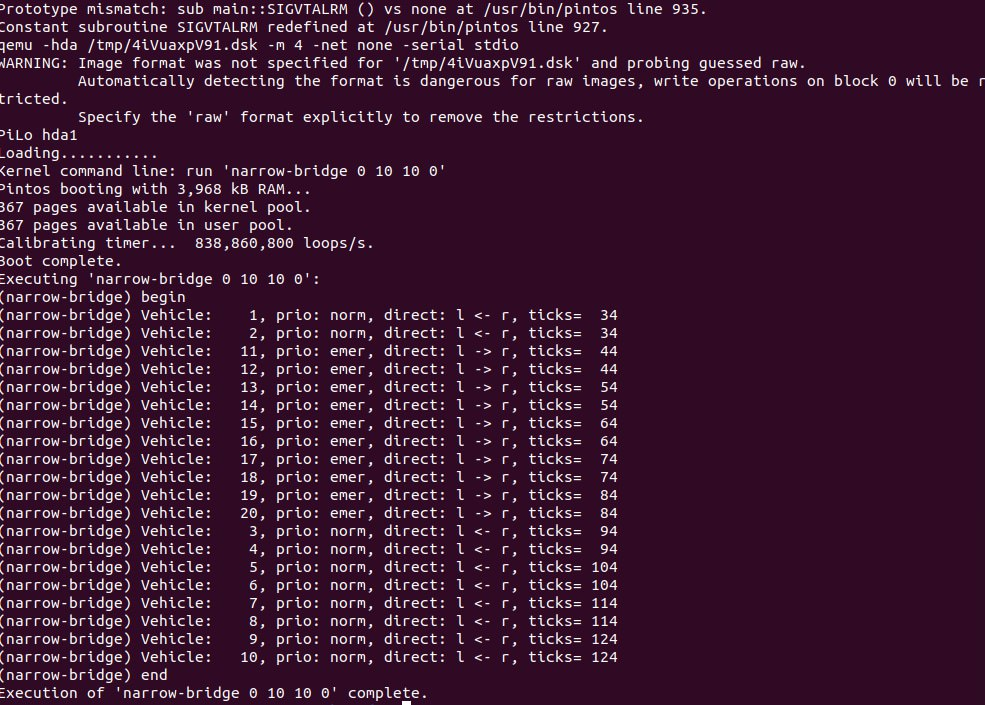 Prototype mismatch: sub main::SIGVTALRM () vs none at /usr/bin/pintos line 935.
Constant subroutine SIGVTALRM redefined at /usr/bin/pintos line 927.
qemu -hda /tmp/4iVuaxpV91.dsk -m 4 -net none -serial stdio
WARNING: Image format was not specified for '/tmp/4iVuaxpV91.dsk' and probing guessed raw.
Automatically detecting the format is dangerous for raw images, write operations on block 0 will be r
tricted.
Specify the 'raw' format explicitly to remove the restrictions.
PiLo hda1
Loading...........
Kernel command line: run 'narrow-bridge 0 10 10 0'
Pintos booting with 3,968 kB RAM...
367 pages available in kernel pool.
367 pages available in user pool.
Calibrating timer...  838,860,800 loops/s.
Boot complete.
Executing 'narrow-bridge 0 10 10 0':
(narrow-bridge) begin
(narrow-bridge) Vehicle:    1, prio: norm, direct: l <- r, ticks=  34
(narrow-bridge) Vehicle:    2, prio: norm, direct: l <- r, ticks=  34
(narrow-bridge) Vehicle:   11, prio: emer, direct: l -> r, ticks=  44
(narrow-bridge) Vehicle:   12, prio: emer, direct: l -> r, ticks=  44
(narrow-bridge) Vehicle:   13, prio: emer, direct: l -> r, ticks=  54
(narrow-bridge) Vehicle:   14, prio: emer, direct: l -> r, ticks=  54
(narrow-bridge) Vehicle:   15, prio: emer, direct: l -> r, ticks=  64
(narrow-bridge) Vehicle:   16, prio: emer, direct: l -> r, ticks=  64
(narrow-bridge) Vehicle:   17, prio: emer, direct: l -> r, ticks=  74
(narrow-bridge) Vehicle:   18, prio: emer, direct: l -> r, ticks=  74
(narrow-bridge) Vehicle:   19, prio: emer, direct: l -> r, ticks=  84
(narrow-bridge) Vehicle:   20, prio: emer, direct: l -> r, ticks=  84
(narrow-bridge) Vehicle:    3, prio: norm, direct: l <- r, ticks=  94
(narrow-bridge) Vehicle:    4, prio: norm, direct: l <- r, ticks=  94
(narrow-bridge) Vehicle:    5, prio: norm, direct: l <- r, ticks= 104
(narrow-bridge) Vehicle:    6, prio: norm, direct: l <- r, ticks= 104
(narrow-bridge) Vehicle:    7, prio: norm, direct: l <- r, ticks= 114
(narrow-bridge) Vehicle:    8, prio: norm, direct: l <- r, ticks= 114
(narrow-bridge) Vehicle:    9, prio: norm, direct: l <- r, ticks= 124
(narrow-bridge) Vehicle:   10, prio: norm, direct: l <- r, ticks= 124
(narrow-bridge) end
Execution of 'narrow-bridge 0 10 10 0' complete.